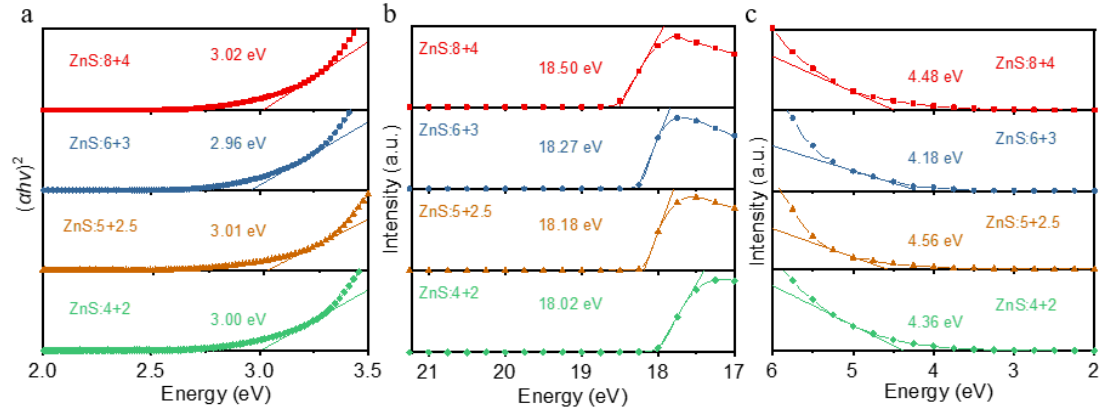 a
ZnS:8+4
3.02 eV
ZnS:6+3
2.96 eV
ZnS:5+2.5
3.01 eV
ZnS:4+2
3.00 eV
(αhν)²
2.0 2.5 3.0 3.5
Energy (eV)
b
ZnS:8+4
18.50 eV
ZnS:6+3
18.27 eV
ZnS:5+2.5
18.18 eV
ZnS:4+2
18.02 eV
Intensity (a.u.)
21 20 19 18 17
Energy (eV)
c
ZnS:8+4
4.48 eV
ZnS:6+3
4.18 eV
ZnS:5+2.5
4.56 eV
ZnS:4+2
4.36 eV
Intensity (a.u.)
6 5 4 3 2
Energy (eV)